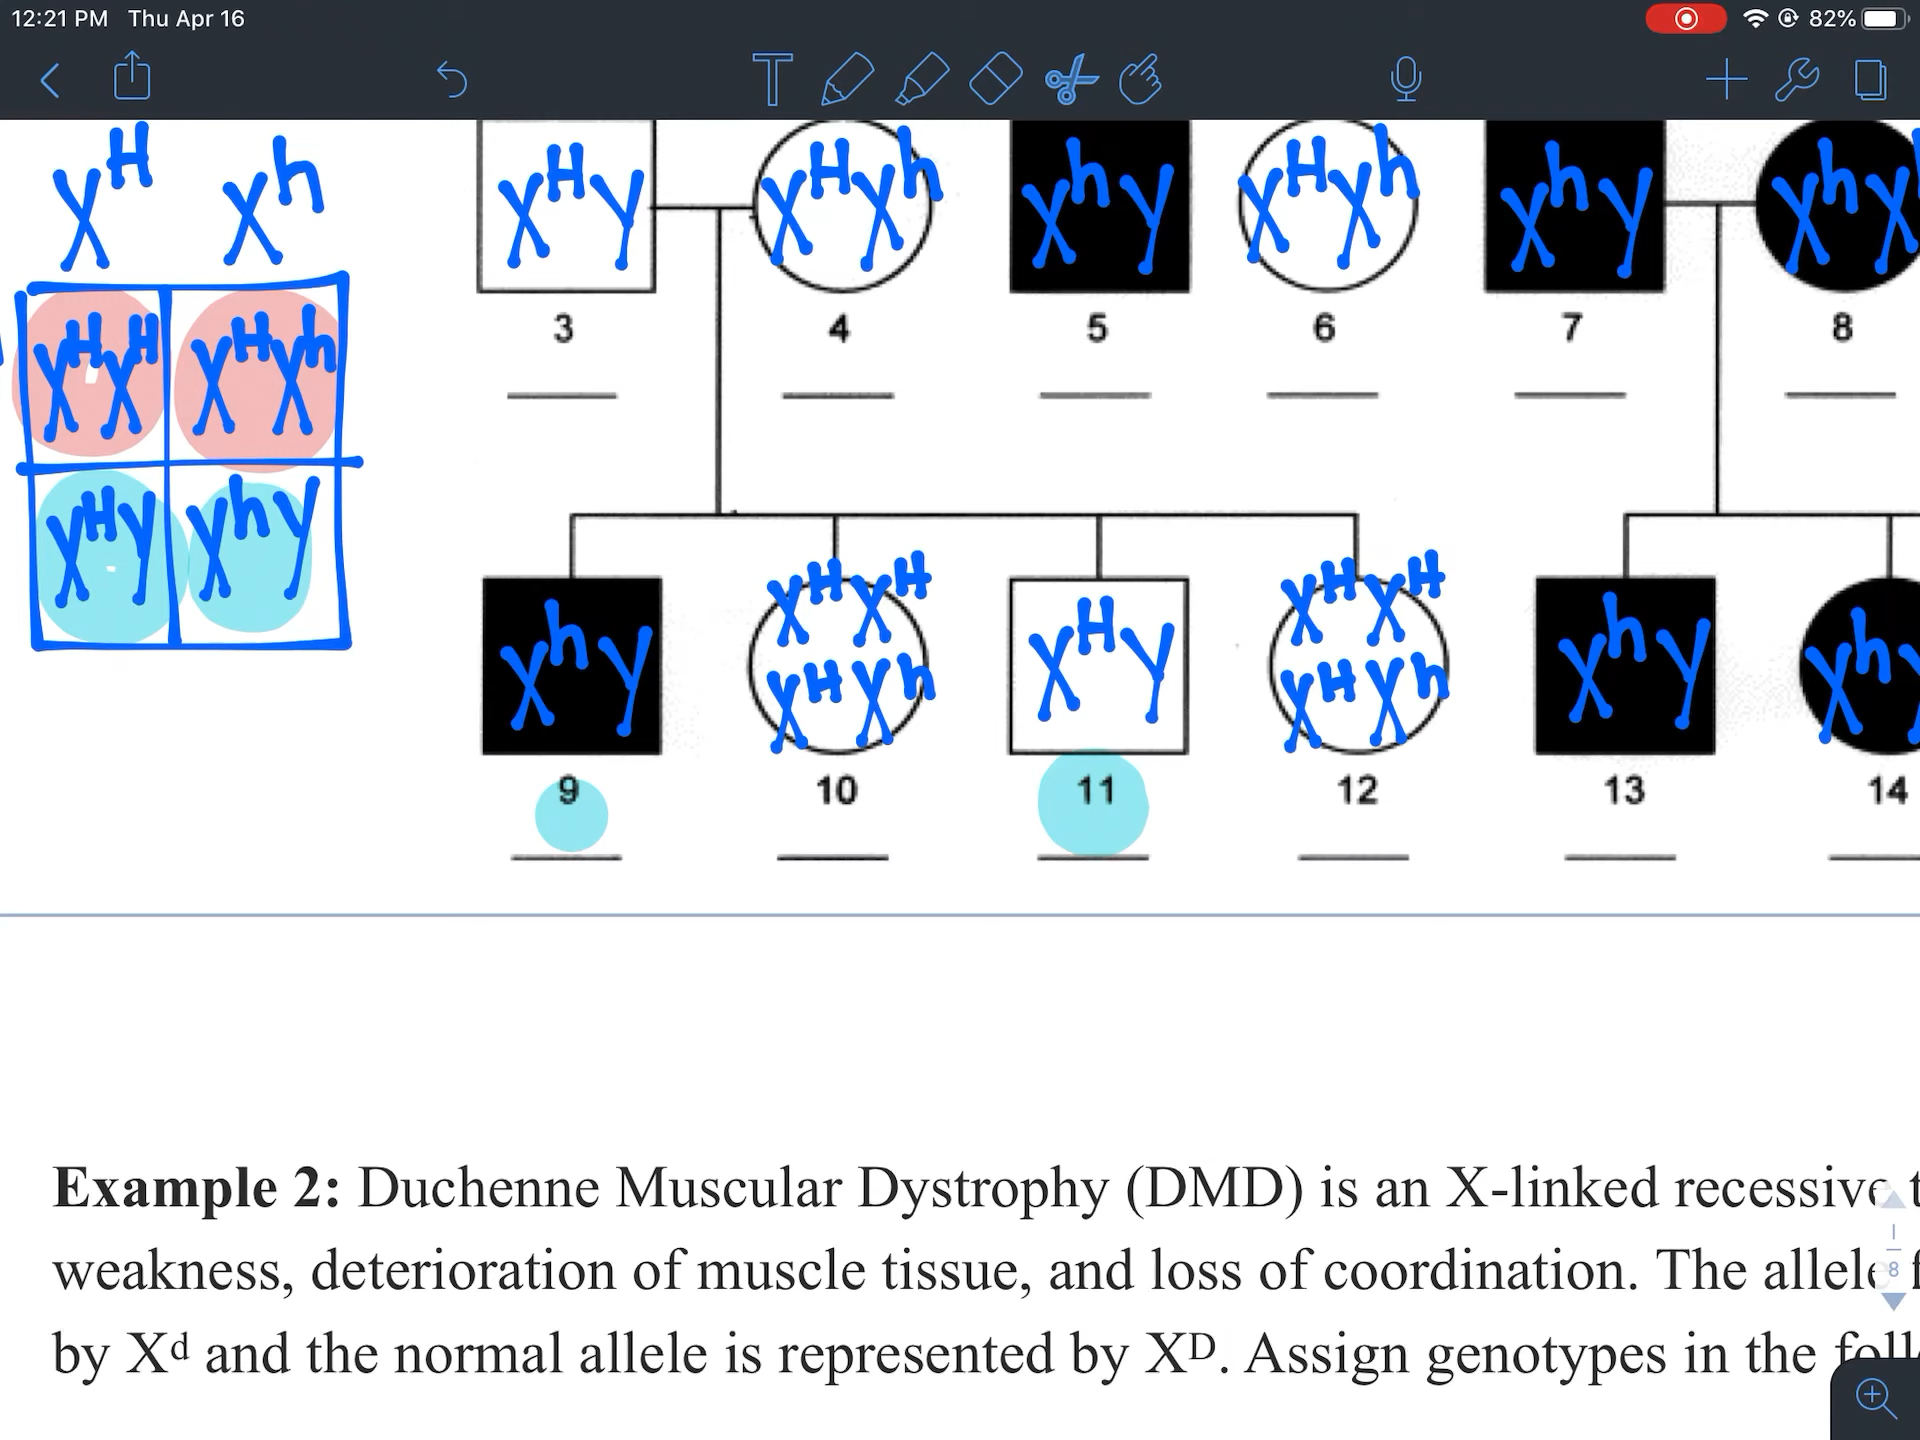 12:21 PM Thu Apr 16 82%
T
X^H X^h
X^H Y X^H X^h X^h Y X^H X^h X^h Y X^h X
3 4 5 6 7 8
X^H X^H X^H X^h
X^H Y X^h Y
X^H X^H X^H X^H
X^h Y X^H X^h X^H Y X^H X^h X^h Y X^h
9 10 11 12 13 14
Example 2: Duchenne Muscular Dystrophy (DMD) is an X-linked recessive
weakness, deterioration of muscle tissue, and loss of coordination. The allele
8
by X^d and the normal allele is represented by X^D. Assign genotypes in the foll